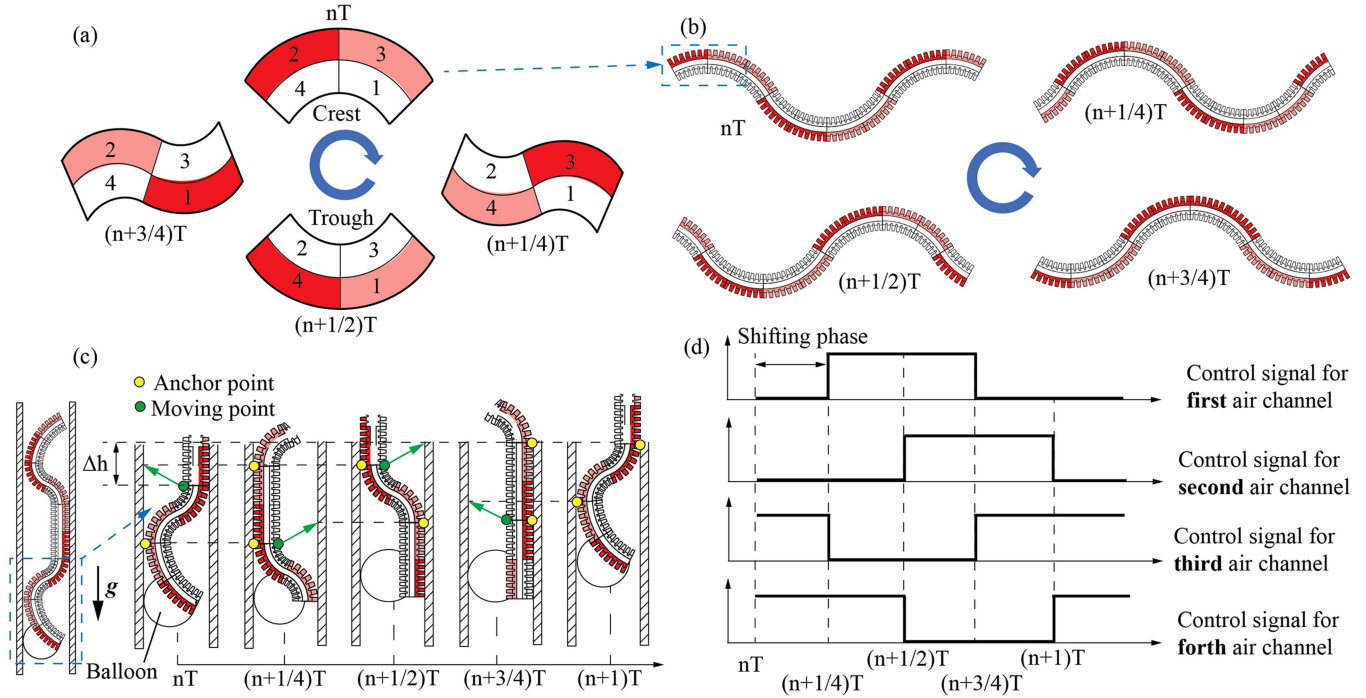 (a)
nT
2 3
4 1
Crest
2 3
4 1
(n+3/4)T
2 3
4 1
(n+1/4)T
Trough
2 3
4 1
(n+1/2)T
(b)
nT
(n+1/4)T
(n+1/2)T
(n+3/4)T
(c)
Anchor point
Moving point
Δh
g
Balloon
nT
(n+1/4)T
(n+1/2)T
(n+3/4)T
(n+1)T
(d)
Shifting phase
Control signal for
first air channel
Control signal for
second air channel
Control signal for
third air channel
Control signal for
forth air channel
nT
(n+1/4)T
(n+1/2)T
(n+3/4)T
(n+1)T